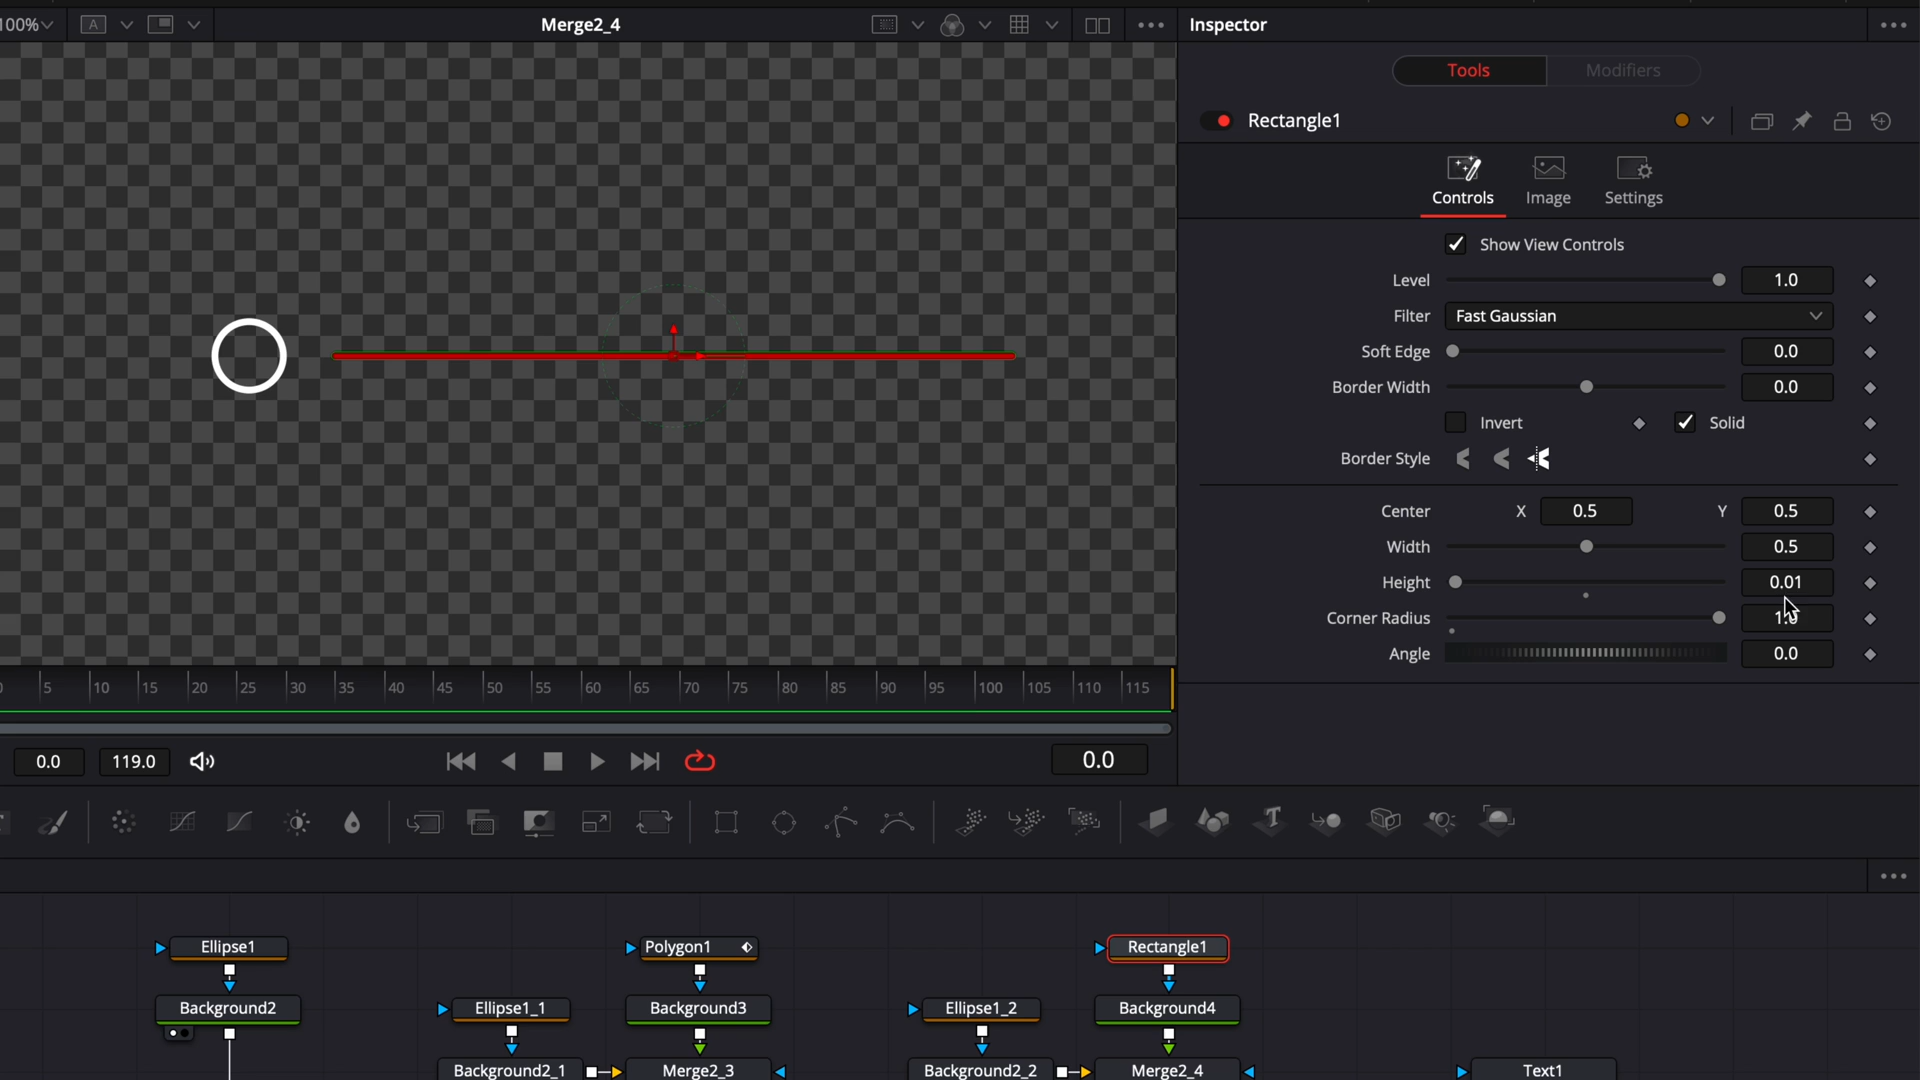 100%
A
Merge2_4
Inspector
Tools
Modifiers
Rectangle1
Controls
Image
Settings
Show View Controls
Level
1.0
Filter
Fast Gaussian
Soft Edge
0.0
Border Width
0.0
Invert
Solid
Border Style
Center
X
0.5
Y
0.5
Width
0.5
Height
0.01
Corner Radius
1.0
Angle
0.0
5 10 15 20 25 30 35 40 45 50 55 60 65 70 75 80 85 90 95 100 105 110 115
0.0
119.0
0.0
Ellipse1
Polygon1
Rectangle1
Background2
Ellipse1_1
Background3
Ellipse1_2
Background4
Background2_1
Merge2_3
Background2_2
Merge2_4
Text1